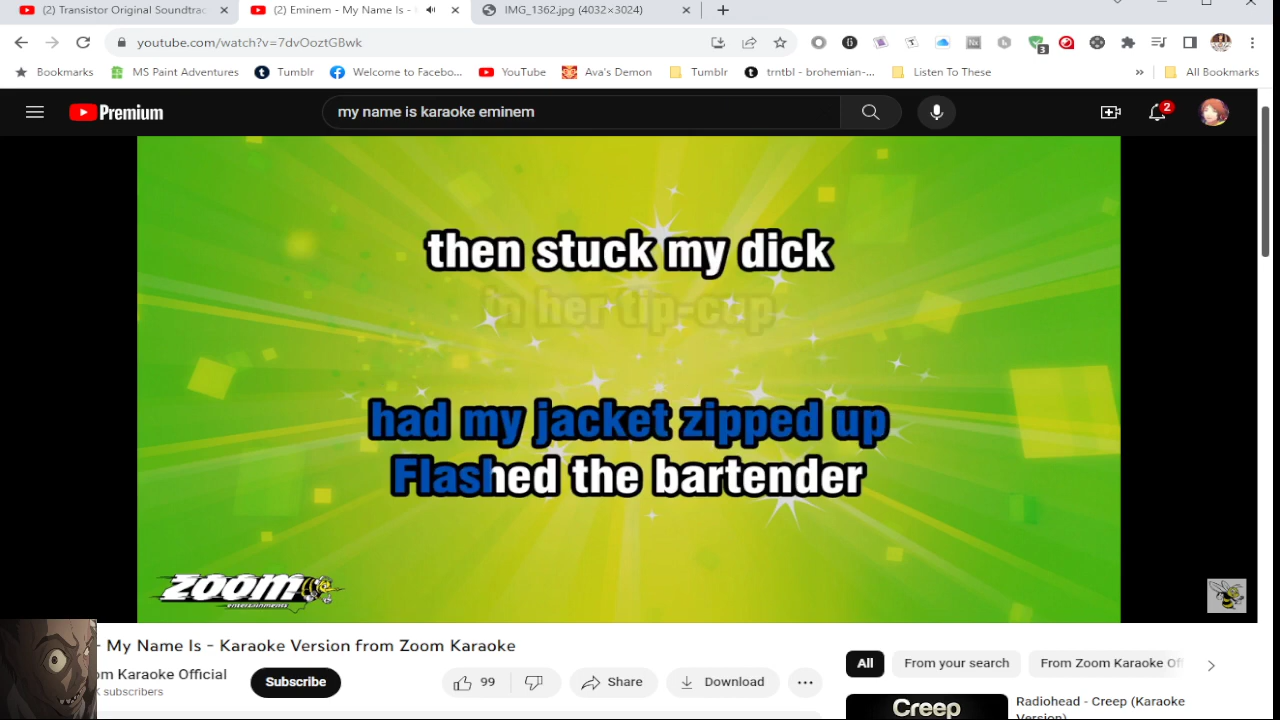 (2) Transistor Original Soundtrac
(2) Eminem - My Name Is -
IMG_1362.jpg (4032×3024)
youtube.com/watch?v=7dvOoztGBwk
3
Bookmarks
MS Paint Adventures
Tumblr
Welcome to Facebo...
YouTube
Ava's Demon
Tumblr
trntbl - brohemian-...
Listen To These
»
All Bookmarks
Premium
my name is karaoke eminem
2
then stuck my dick
in her tip-cup
had my jacket zipped up
Flashed the bartender
zoom
entertainments
- My Name Is - Karaoke Version from Zoom Karaoke
om Karaoke Official
K subscribers
Subscribe
99
Share
Download
All
From your search
From Zoom Karaoke Of
Creep
Radiohead - Creep (Karaoke
Version)